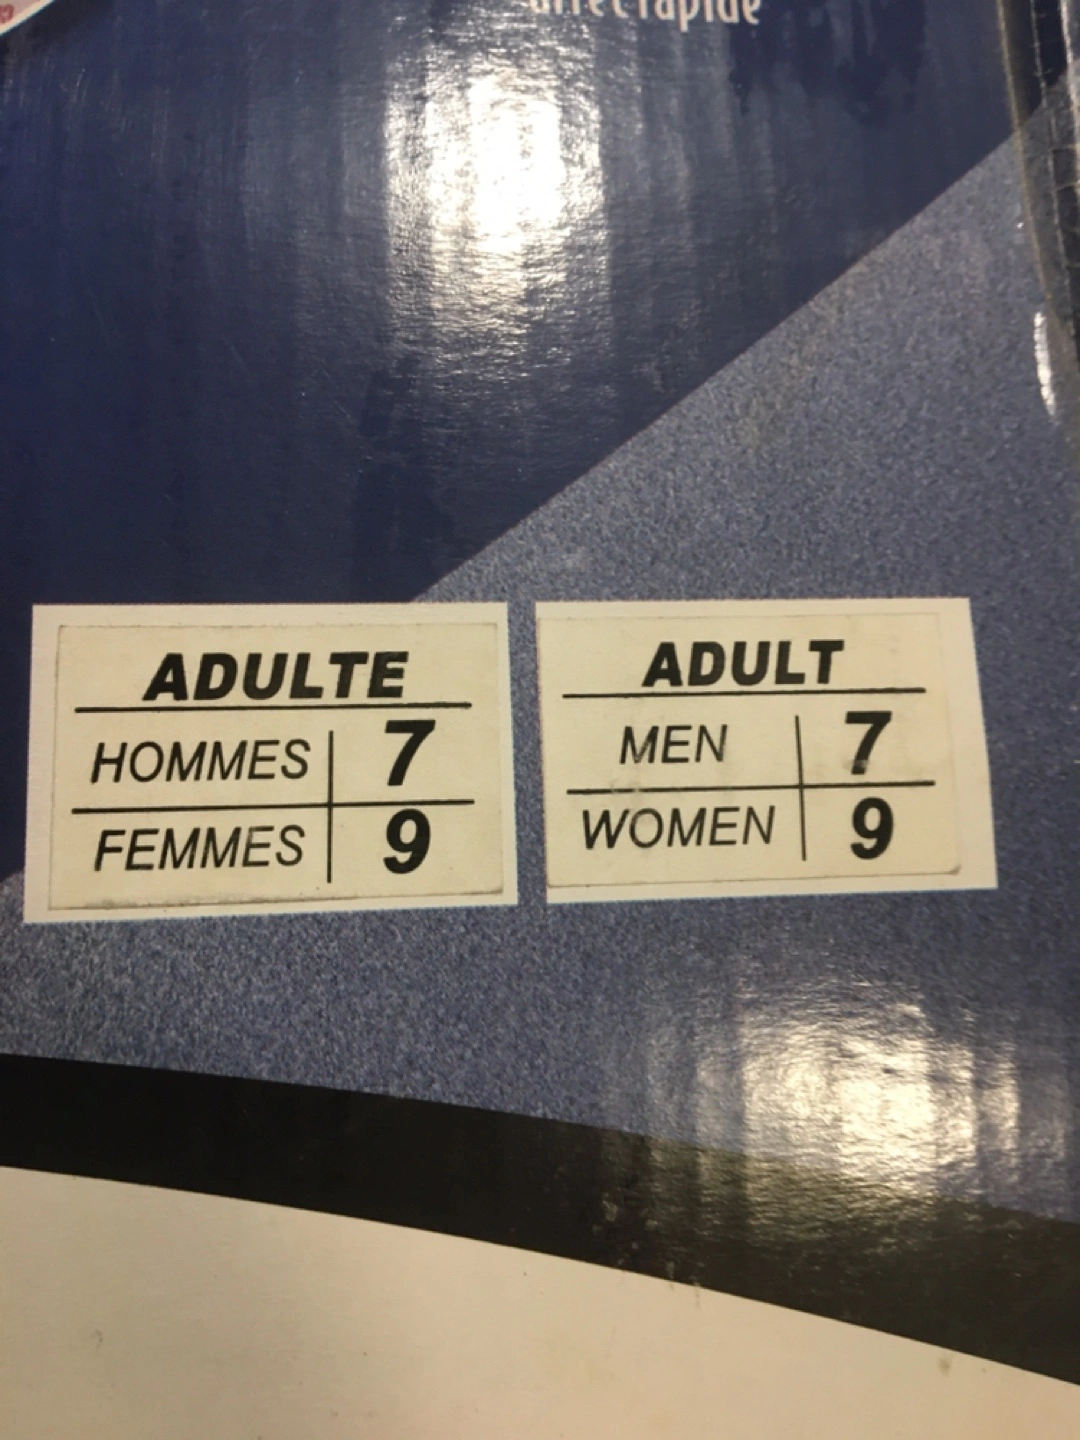 ADULTE
HOMMES 7
FEMMES 9
ADULT
MEN 7
WOMEN 9